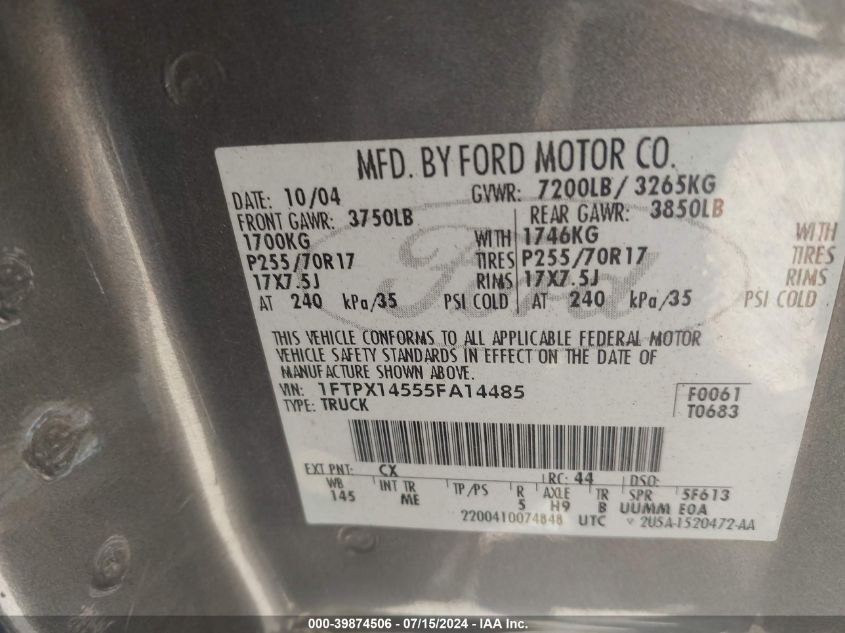 MFD. BY FORD MOTOR CO.
DATE: 10/04 GVWR: 7200LB/ 3265KG
FRONT GAWR: 3750LB REAR GAWR: 3850LB
1700KG WITH 1746KG WITH
P255/70R17 TIRES P255/70R17 TIRES
17X7.5J RIMS 17X7.5J RIMS
AT 240 kPa/35 PSI COLD AT 240 kPa/35 PSI COLD
Ford
THIS VEHICLE CONFORMS TO ALL APPLICABLE FEDERAL MOTOR
VEHICLE SAFETY STANDARDS IN EFFECT ON THE DATE OF
MANUFACTURE SHOWN ABOVE.
VIN: 1FTPX14555FA14485 F0061
TYPE: TRUCK T0683
EXT PNT: CX RC: 44 DSO:
WB INT TR TP/PS R AXLE TR SPR 5F613
145 ME 5 H9 B UUMM E0A
2200410074848 UTC 2U5A-1520472-AA
000-39874506 - 07/15/2024 - IAA Inc.